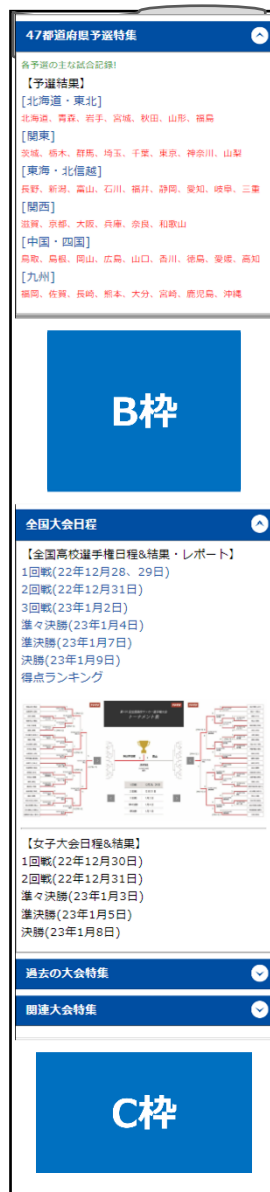 47都道府県予選特集
各予選の主な試合記録!
【予選結果】
[北海道・東北]
北海道、青森、岩手、宮城、秋田、山形、福島
[関東]
茨城、栃木、群馬、埼玉、千葉、東京、神奈川、山梨
[東海・北信越]
長野、新潟、富山、石川、福井、静岡、愛知、岐阜、三重
[関西]
滋賀、京都、大阪、兵庫、奈良、和歌山
[中国・四国]
鳥取、島根、岡山、広島、山口、香川、徳島、愛媛、高知
[九州]
福岡、佐賀、長崎、熊本、大分、宮崎、鹿児島、沖縄
B枠
全国大会日程
【全国高校選手権日程&結果・レポート】
1回戦(22年12月28、29日)
2回戦(22年12月31日)
3回戦(23年1月2日)
準々決勝(23年1月4日)
準決勝(23年1月7日)
決勝(23年1月9日)
得点ランキング
トーナメント表
【女子大会日程&結果】
1回戦(22年12月30日)
2回戦(22年12月31日)
準々決勝(23年1月3日)
準決勝(23年1月5日)
決勝(23年1月8日)
過去の大会特集
関連大会特集
C枠